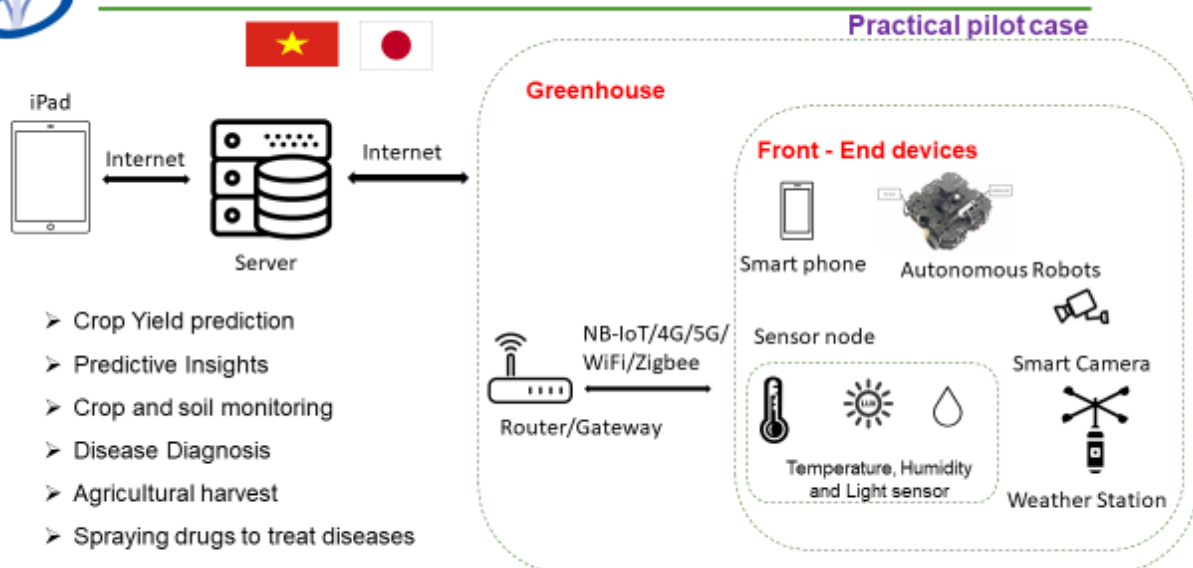 Practical pilot case
Greenhouse
iPad
Internet
Internet
Server
Front - End devices
Smart phone
Autonomous Robots
NB-IoT/4G/5G/
WiFi/Zigbee
Router/Gateway
Sensor node
LUX
Temperature, Humidity
and Light sensor
Smart Camera
Weather Station
➢ Crop Yield prediction
➢ Predictive Insights
➢ Crop and soil monitoring
➢ Disease Diagnosis
➢ Agricultural harvest
➢ Spraying drugs to treat diseases